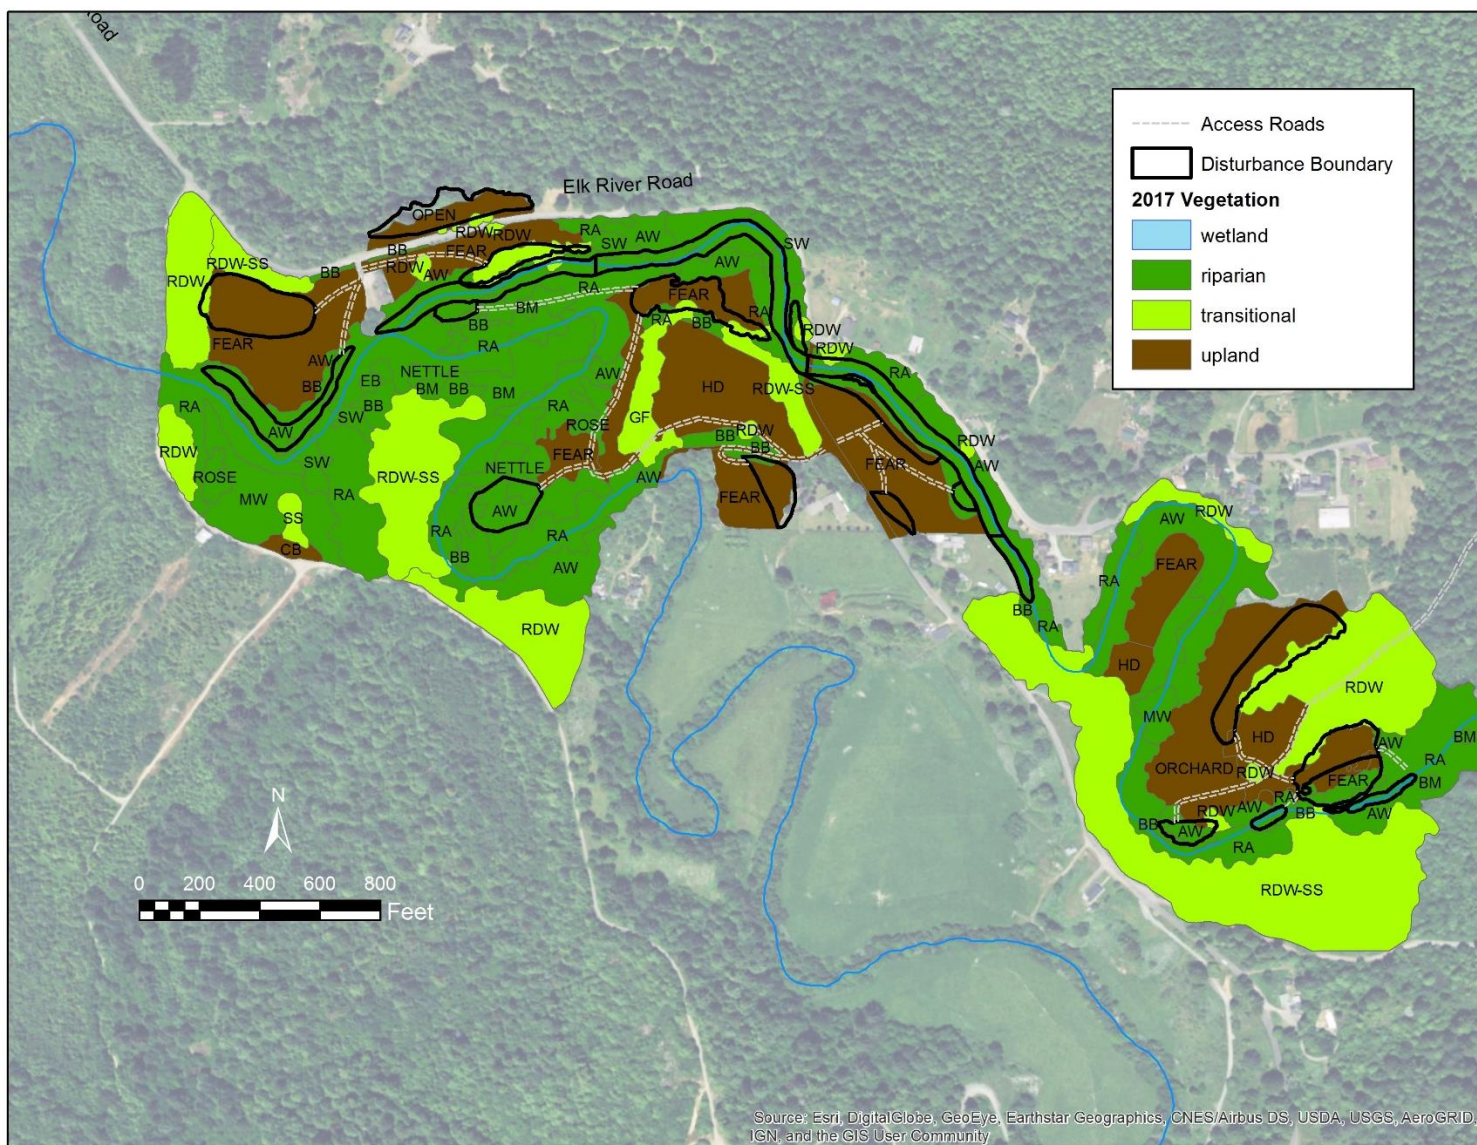 Road
Elk River Road
Access Roads
Disturbance Boundary
2017 Vegetation
wetland
riparian
transitional
upland
OPEN
RDW
RDW
RA
SW
AW
SW
BB
FEAR
RDW-SS
BB
RDW
AW
AW
RDW
RA
BM
FEAR
BB
RA
BB
RA
RDW
FEAR
RA
RDW
AW
NETTLE
AW
RA
BB
EB
BM
BB
BM
HD
RDW-SS
BB
RA
SW
RA
ROSE
GF
AW
RDW
BB
RDW
BB
AW
RDW
SW
FEAR
FEAR
ROSE
RDW-SS
NETTLE
AW
MW
RA
FEAR
SS
AW
RA
RA
CB
BB
AW
AW
RDW
RA
FEAR
BB
RA
RDW
HD
RDW
MW
HD
AW
BM
RA
ORCHARD
RDW
FEAR
BM
RA
RDW
AW
BB
AW
BB
AW
RA
RDW-SS
N
0 200 400 600 800
Feet
Source: Esri, DigitalGlobe, GeoEye, Earthstar Geographics, CNES/Airbus DS, USDA, USGS, AeroGRID,
IGN, and the GIS User Community